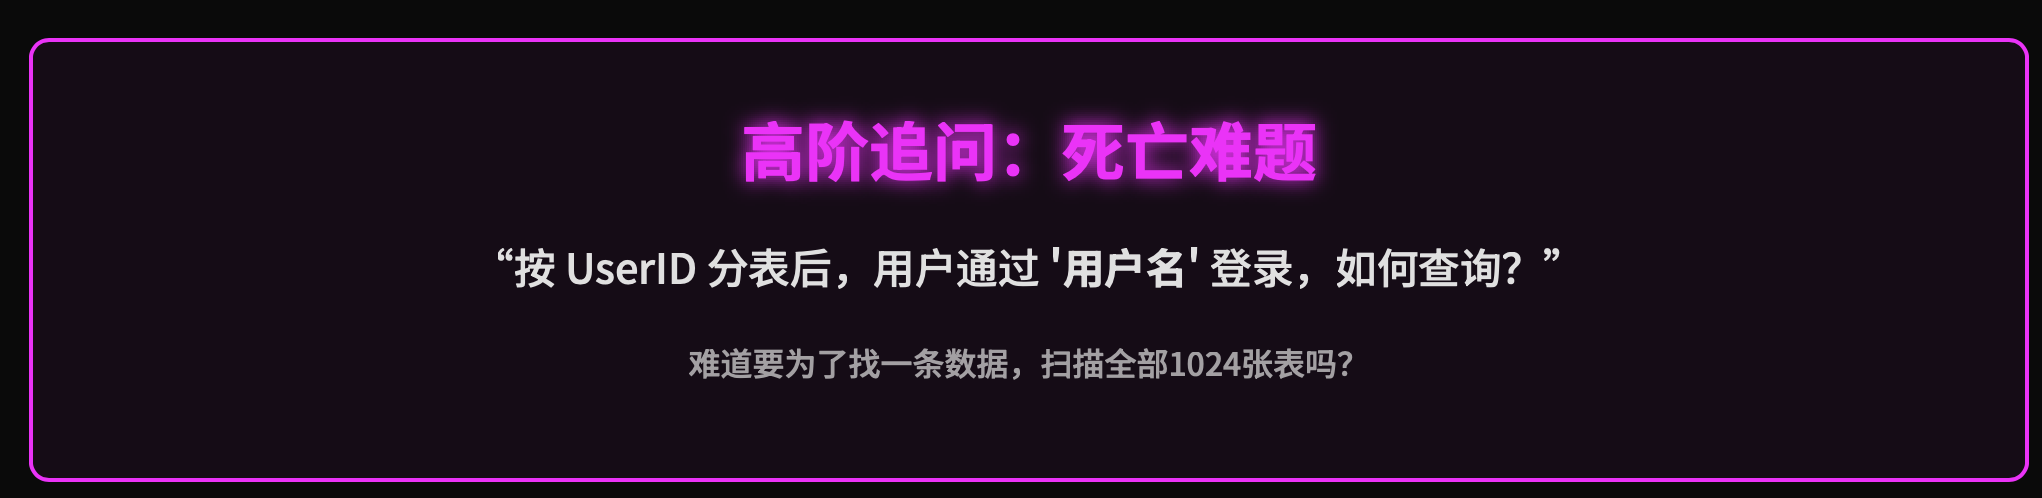 高阶追问：死亡难题
“按 UserID 分表后，用户通过 '用户名' 登录，如何查询？”
难道要为了找一条数据，扫描全部1024张表吗？